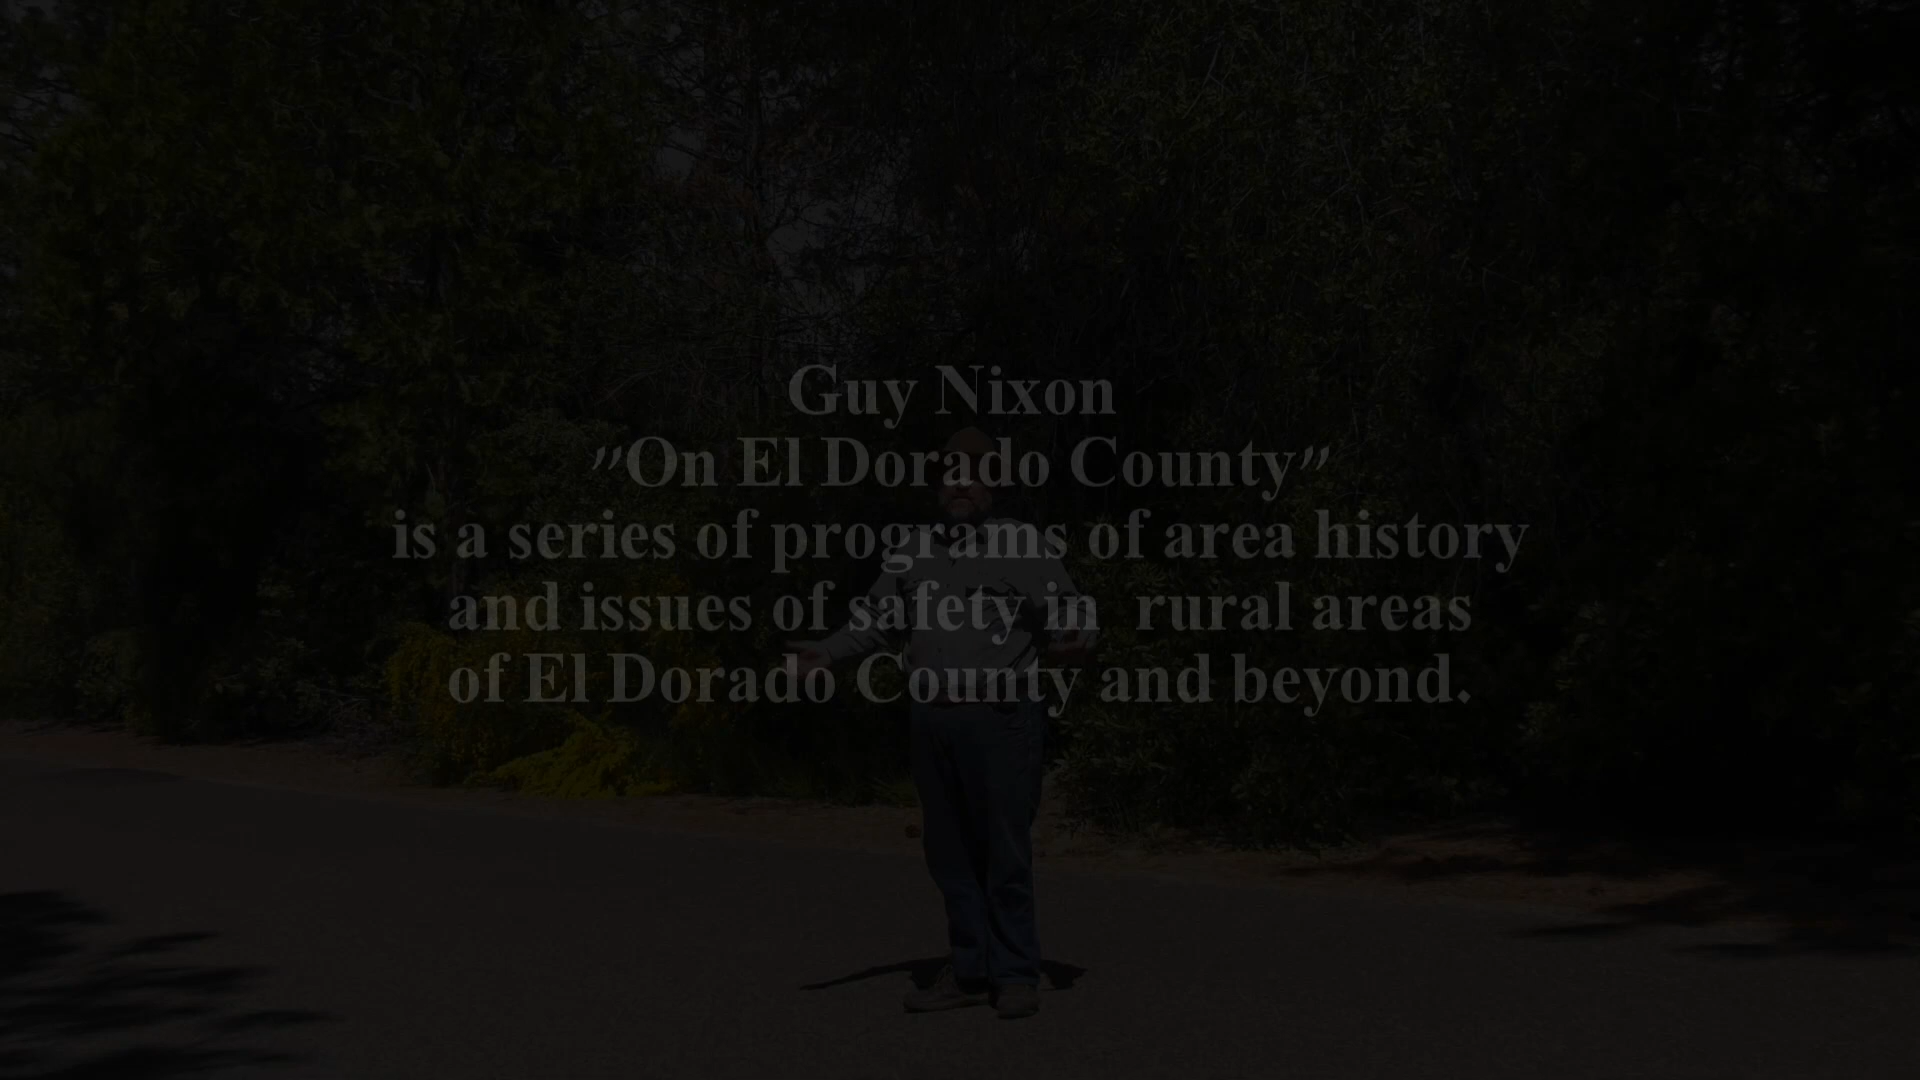 Guy Nixon
"On El Dorado County"
is a series of programs of area history
and issues of safety in rural areas
of El Dorado County and beyond.